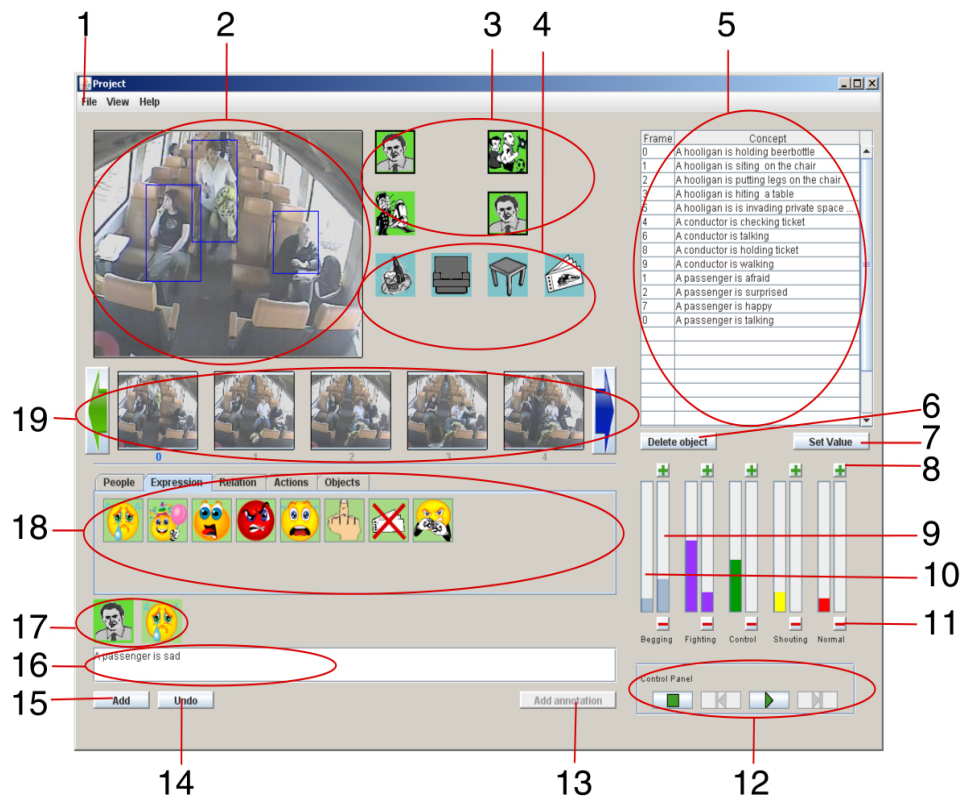 1
2
3
4
5
Project
File View Help
Frame Concept
0 A hooligan is holding beerbottle
1 A hooligan is siting on the chair
2 A hooligan is putting legs on the chair
3 A hooligan is hiting a table
5 A hooligan is is invading private space ...
4 A conductor is checking ticket
6 A conductor is talking
8 A conductor is holding ticket
9 A conductor is walking
1 A passenger is afraid
2 A passenger is surprised
7 A passenger is happy
0 A passenger is talking
19
0 1 2 3 4
Delete object
Set Value
6
7
8
People Expression Relation Actions Objects
18
9
10
11
Begging Fighting Control Shouting Normal
17
16
A passenger is sad
15
Add Undo Add annotation
Control Panel
14
13
12